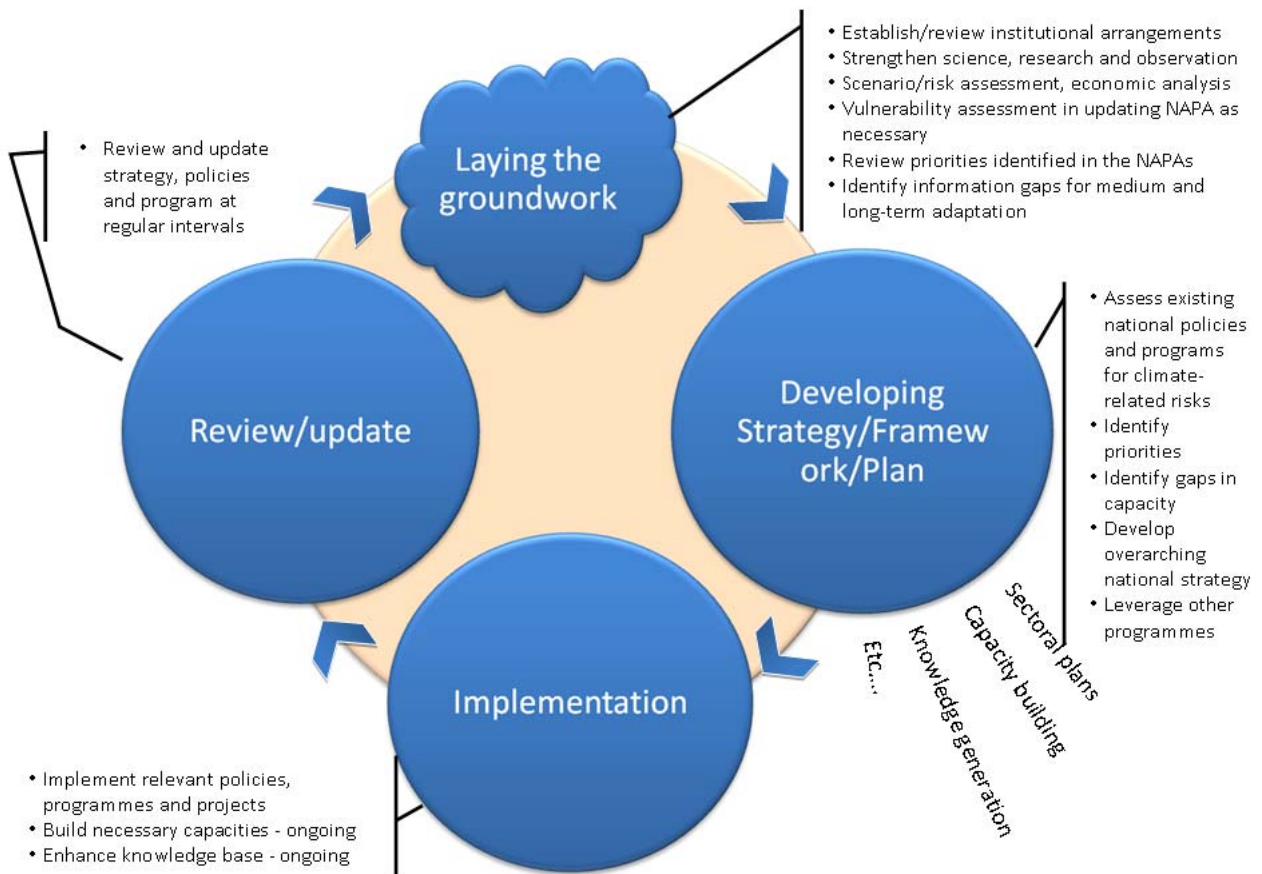 Laying the
groundwork
• Establish/review institutional arrangements
• Strengthen science, research and observation
• Scenario/risk assessment, economic analysis
• Vulnerability assessment in updating NAPA as
necessary
• Review priorities identified in the NAPAs
• Identify information gaps for medium and
long-term adaptation
Developing
Strategy/Framew
ork/Plan
• Assess existing
national policies
and programs
for climate-
related risks
• Identify
priorities
• Identify gaps in
capacity
• Develop
overarching
national strategy
• Leverage other
programmes
Sectoral plans
Capacity building
Knowledge generation
Etc....
Implementation
• Implement relevant policies,
programmes and projects
• Build necessary capacities - ongoing
• Enhance knowledge base - ongoing
Review/update
• Review and update
strategy, policies
and program at
regular intervals